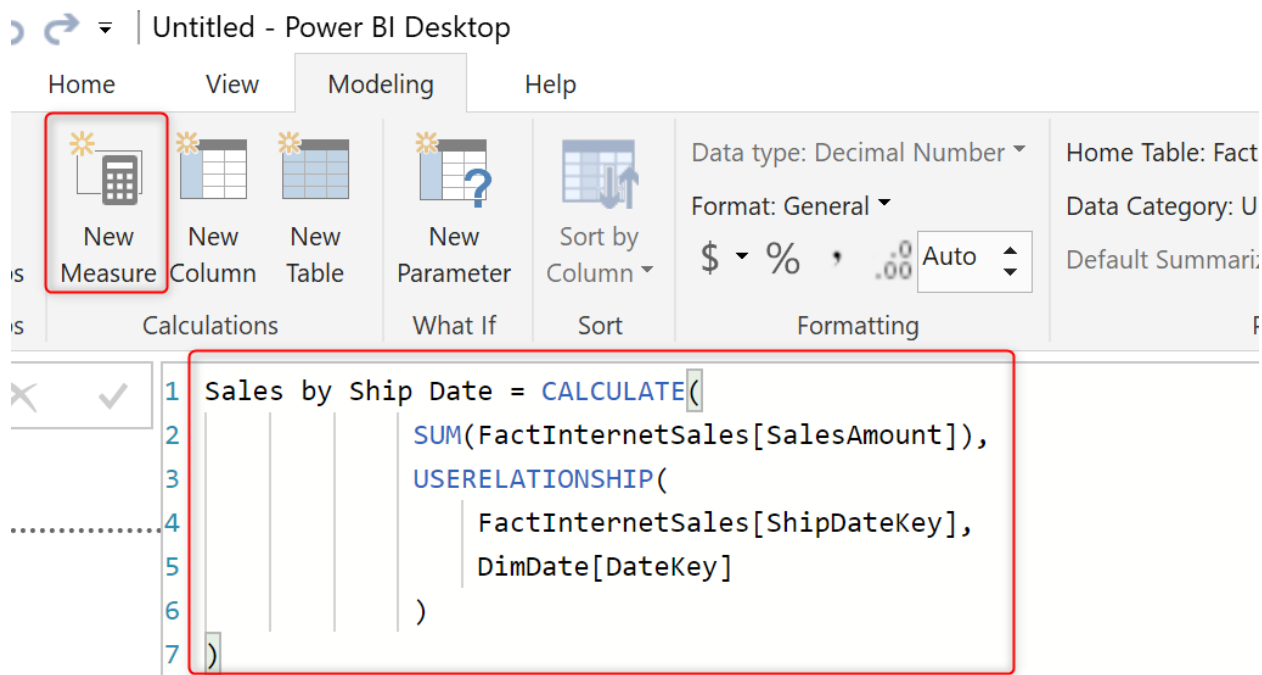 Untitled - Power BI Desktop
Home View Modeling Help
New Measure
New Column
New Table
New Parameter
Sort by Column
Data type: Decimal Number
Format: General
$ % , .0 .00 Auto
Home Table: Fact
Data Category: U
Default Summari
s
s
Calculations
What If
Sort
Formatting
1 Sales by Ship Date = CALCULATE(
2 SUM(FactInternetSales[SalesAmount]),
3 USERELATIONSHIP(
4 FactInternetSales[ShipDateKey],
5 DimDate[DateKey]
6 )
7 )